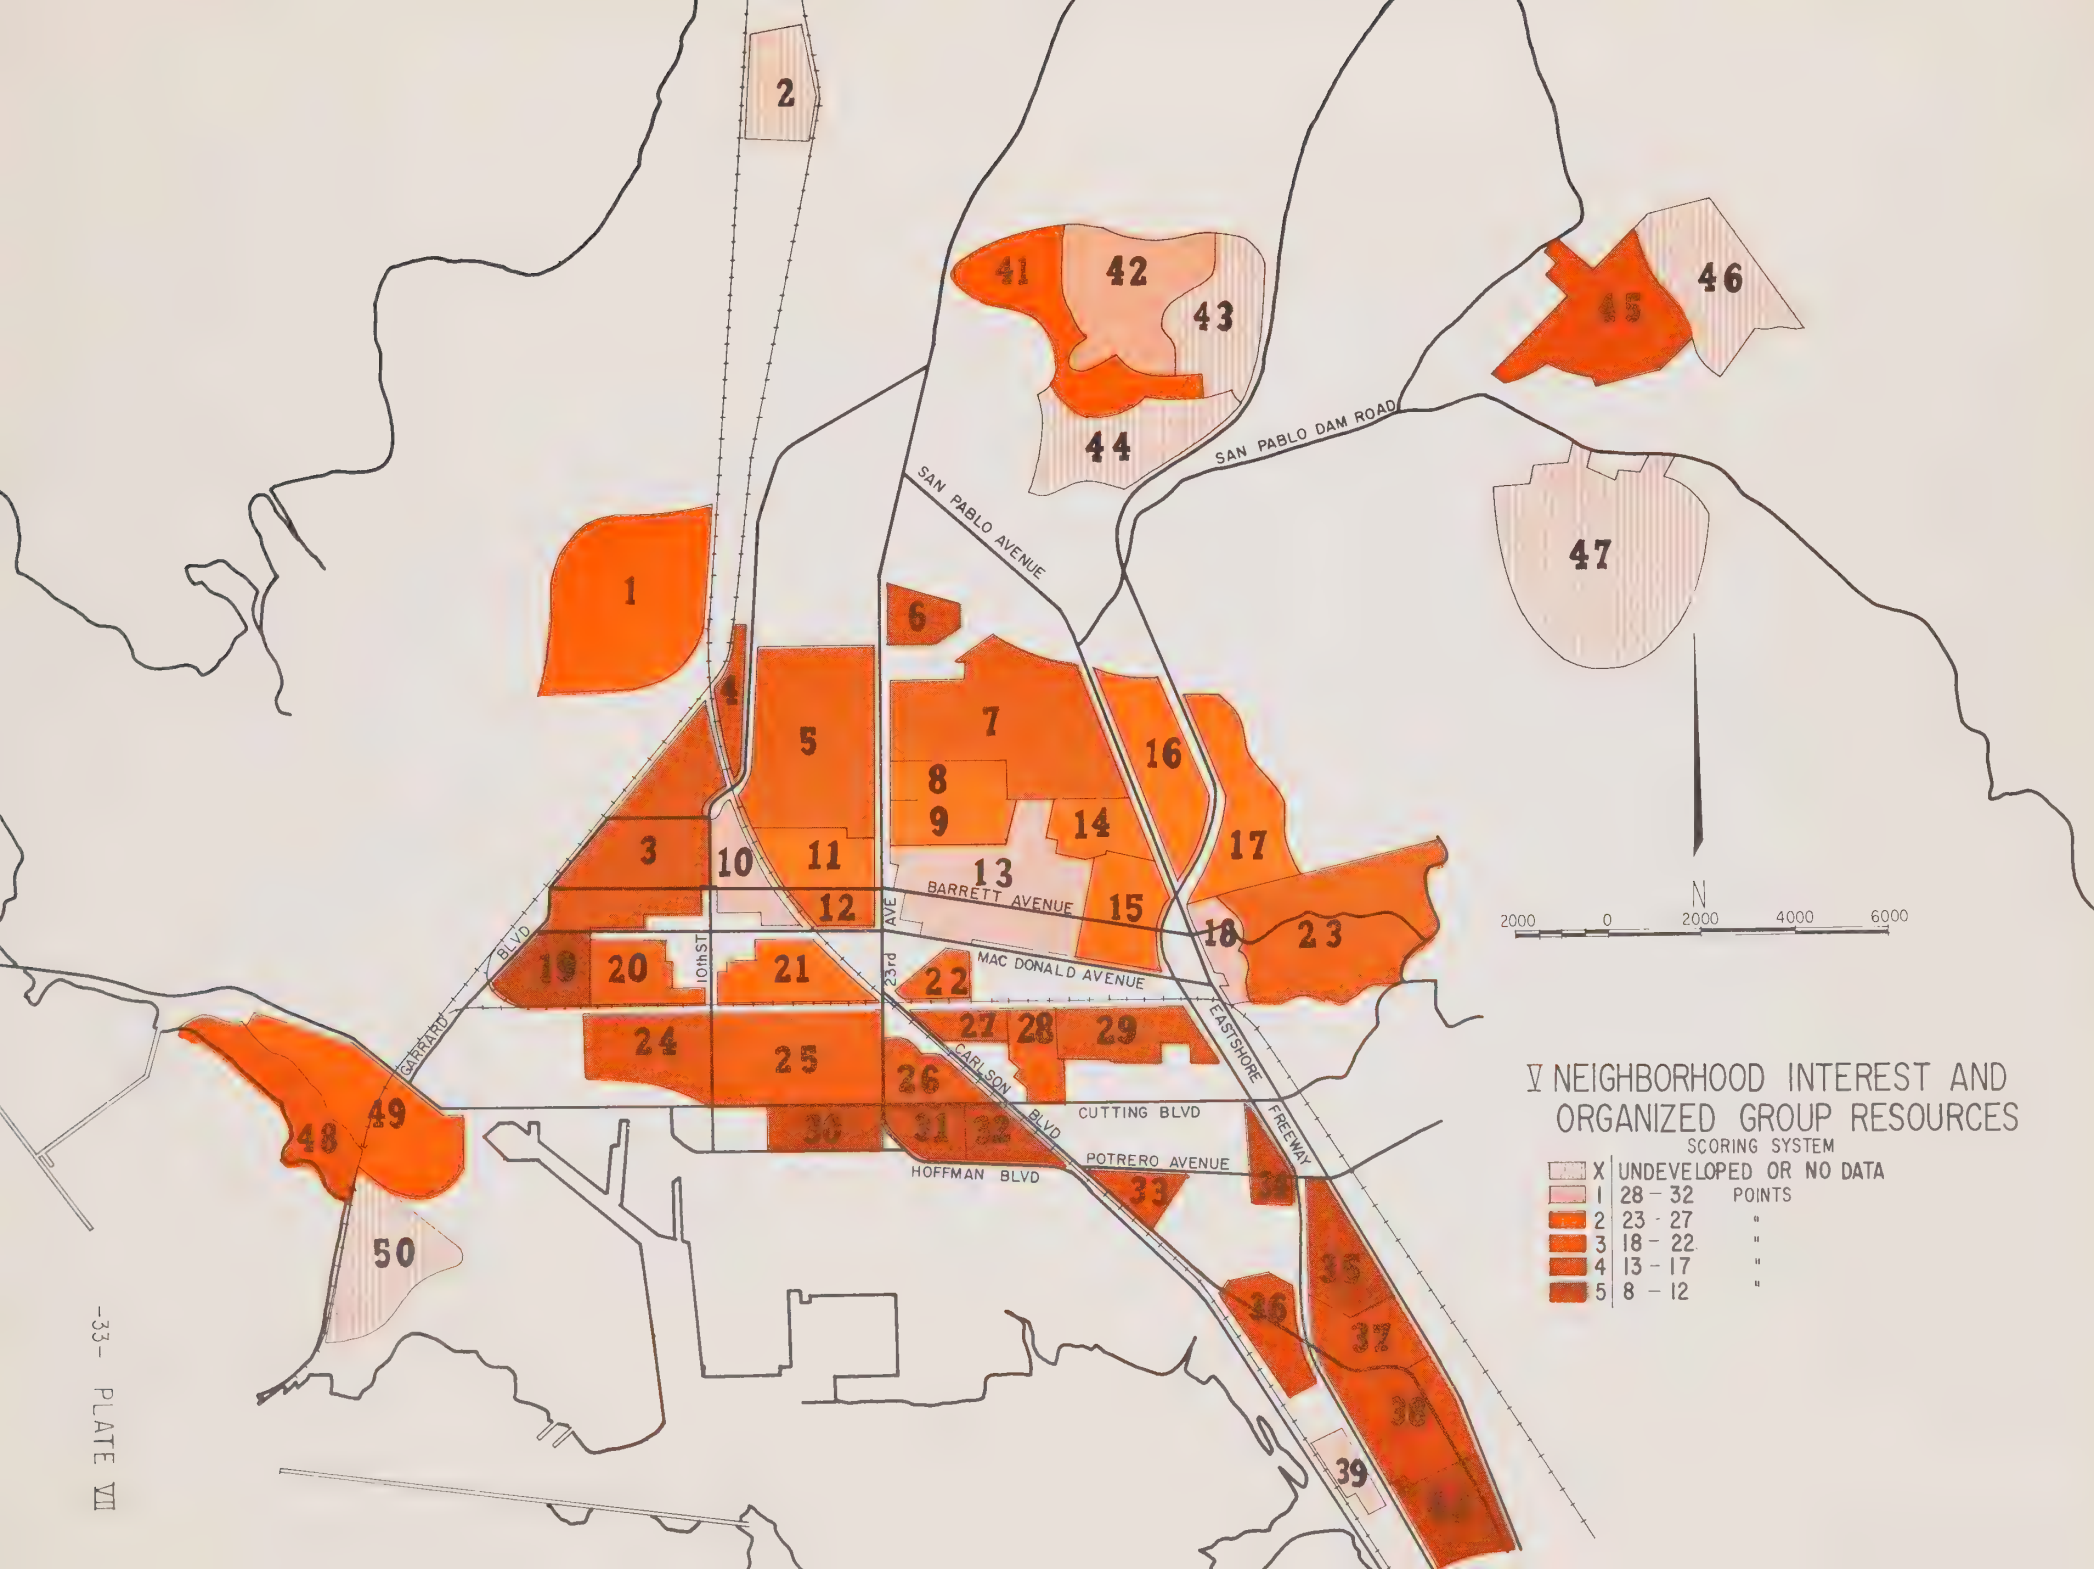 2
41
42
43
46
45
44
SAN PABLO DAM ROAD
SAN PABLO AVENUE
47
1
6
4
5
7
16
8
9
14
17
3
10
11
13
BARRETT AVENUE
12
15
AVE
18
23
N
2000 0 2000 4000 6000
BLVD
19
20
10th ST
21
23rd
22
MAC DONALD AVENUE
GARRARD
24
25
27
28
29
EASTSHORE
CARLSON
26
BLVD
CUTTING BLVD
FREEWAY
49
48
30
31
32
HOFFMAN BLVD
POTRERO AVENUE
33
34
50
35
36
37
38
39
V NEIGHBORHOOD INTEREST AND
ORGANIZED GROUP RESOURCES
SCORING SYSTEM
X UNDEVELOPED OR NO DATA
1 28 - 32 POINTS
2 23 - 27 "
3 18 - 22 "
4 13 - 17 "
5 8 - 12 "
-33- PLATE VII